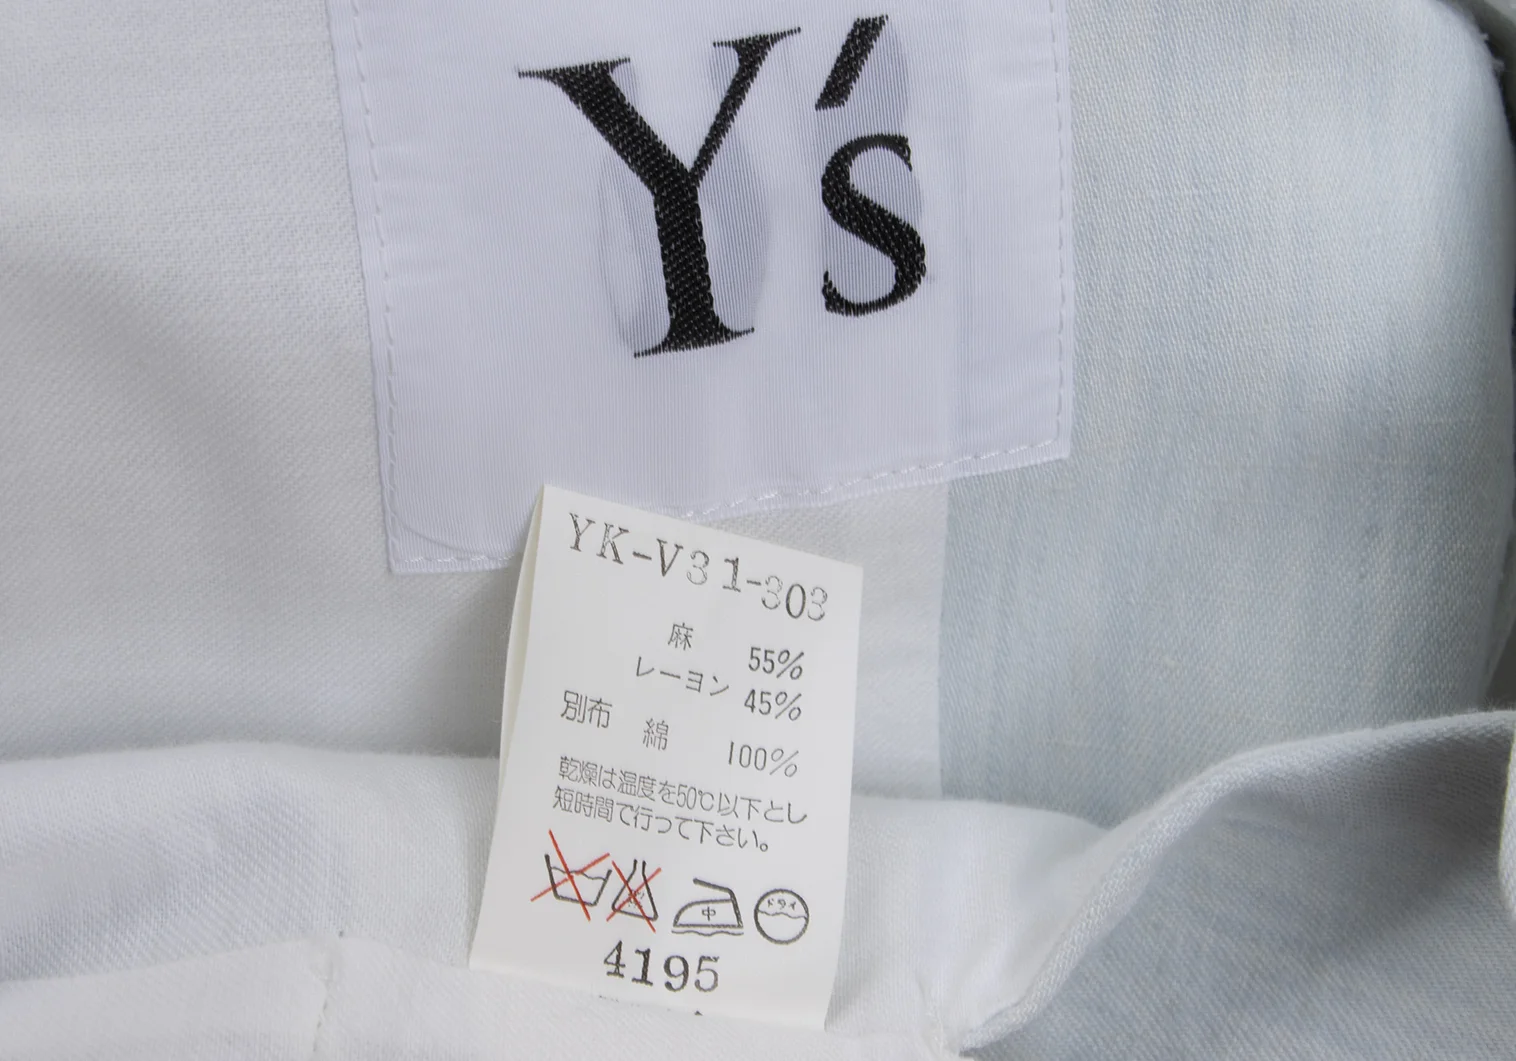 Y's
YK-V31-303
麻 55%
レーヨン 45%
別布 綿 100%
乾燥は温度を50℃以下とし
短時間で行って下さい。
中 ドライ
4195